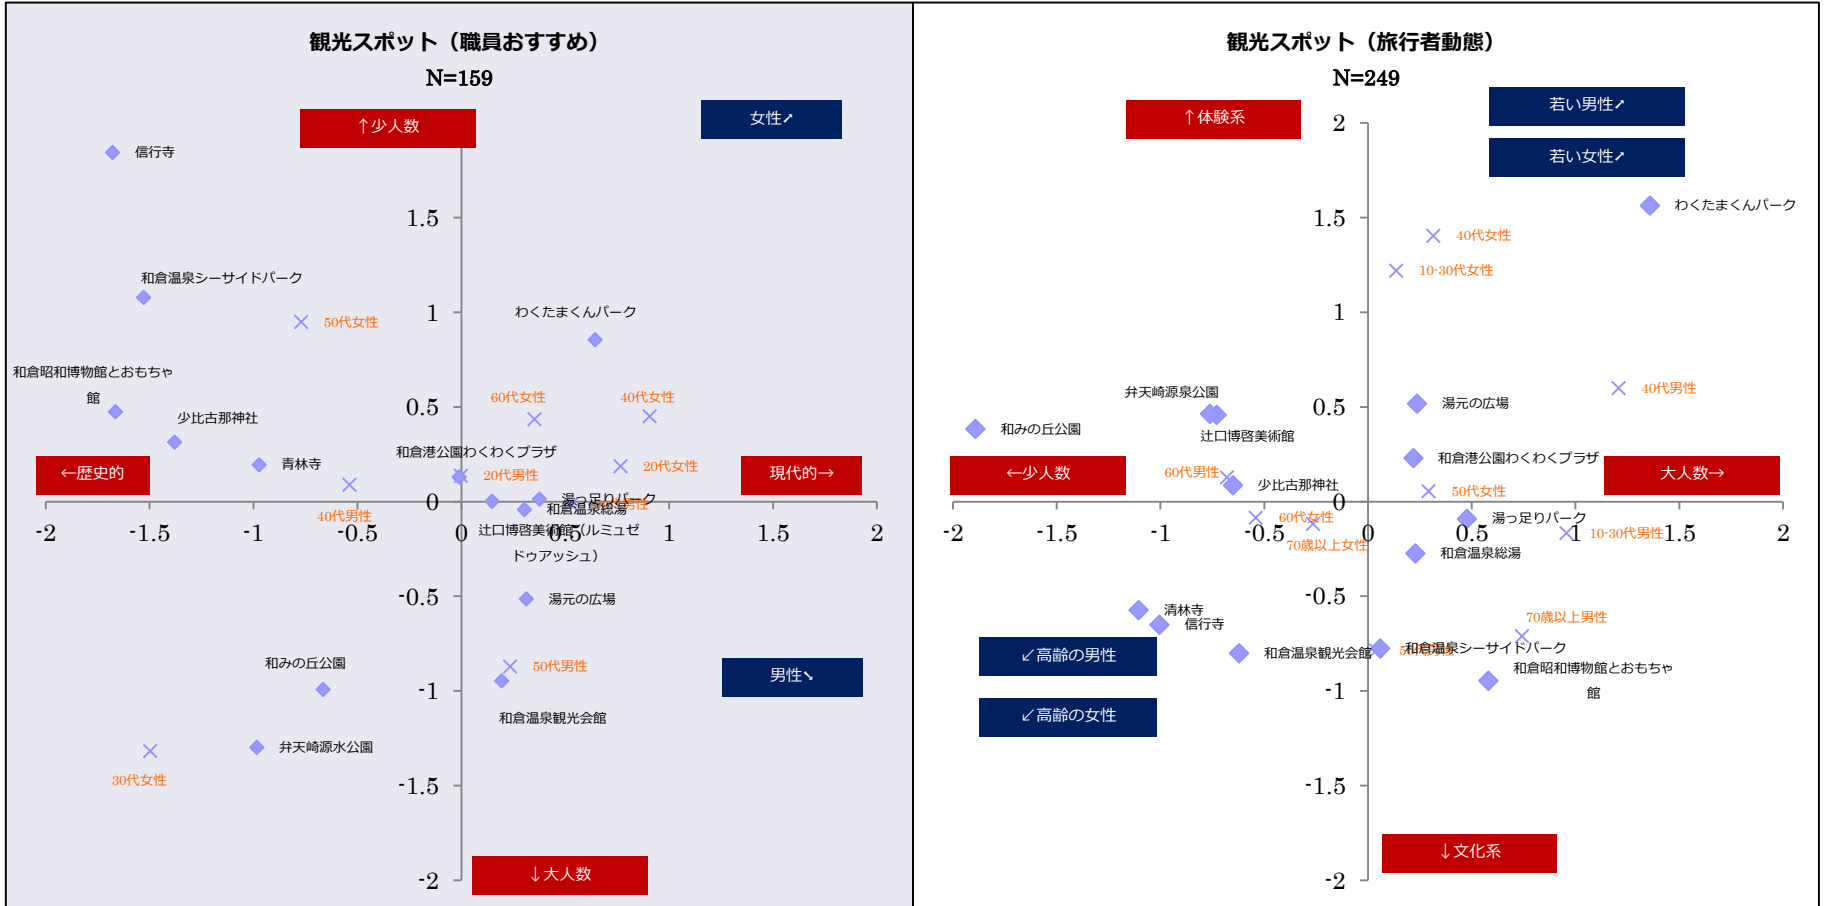 観光スポット（職員おすすめ）
N=159
↑少人数
女性↗
信行寺
1.5
和倉温泉シーサイドパーク
50代女性
1
わくたまくんパーク
和倉昭和博物館とおもちゃ
館
少比古那神社
0.5
60代女性
40代女性
青林寺
和倉港公園わくわくプラザ
20代男性
20代女性
←歴史的
現代的→
40代男性
0
湯っ足りパーク
和倉温泉総湯
-2
-1.5
-1
-0.5
0
0.5
1
1.5
2
辻口博啓美術館（ルミュゼ
ドゥアッシュ）
-0.5
湯元の広場
和みの丘公園
50代男性
男性↘
-1
和倉温泉観光会館
弁天崎源水公園
30代女性
-1.5
↓大人数
-2
観光スポット（旅行者動態）
N=249
↑体験系
若い男性↗
若い女性↗
2
わくたまくんパーク
1.5
40代女性
10-30代女性
1
40代男性
弁天崎源泉公園
0.5
湯元の広場
和みの丘公園
辻口博啓美術館
和倉港公園わくわくプラザ
←少人数
大人数→
60代男性
少比古那神社
50代女性
0
60代女性
湯っ足りパーク
-2
-1.5
-1
-0.5
0
0.5
1
1.5
2
10-30代男性
70歳以上女性
和倉温泉総湯
-0.5
清林寺
信行寺
70歳以上男性
↙高齢の男性
和倉温泉観光会館
和倉温泉シーサイドパーク
和倉昭和博物館とおもちゃ
館
-1
↙高齢の女性
-1.5
↓文化系
-2